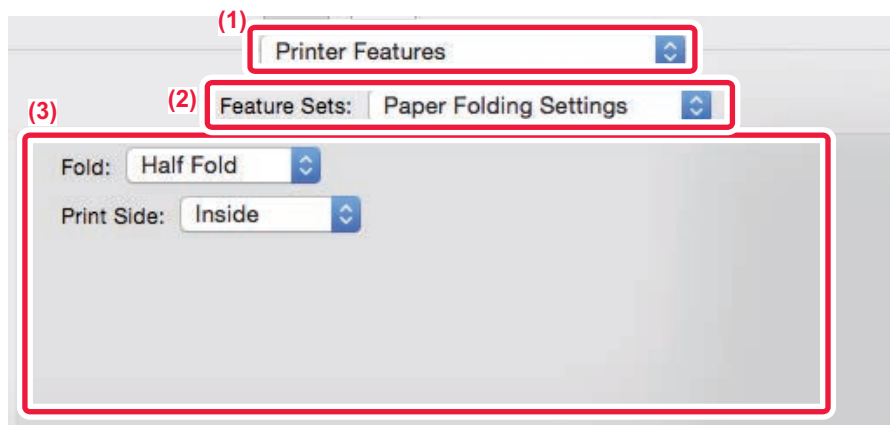 (1)
Printer Features
(2)
Feature Sets: Paper Folding Settings
(3)
Fold: Half Fold
Print Side: Inside